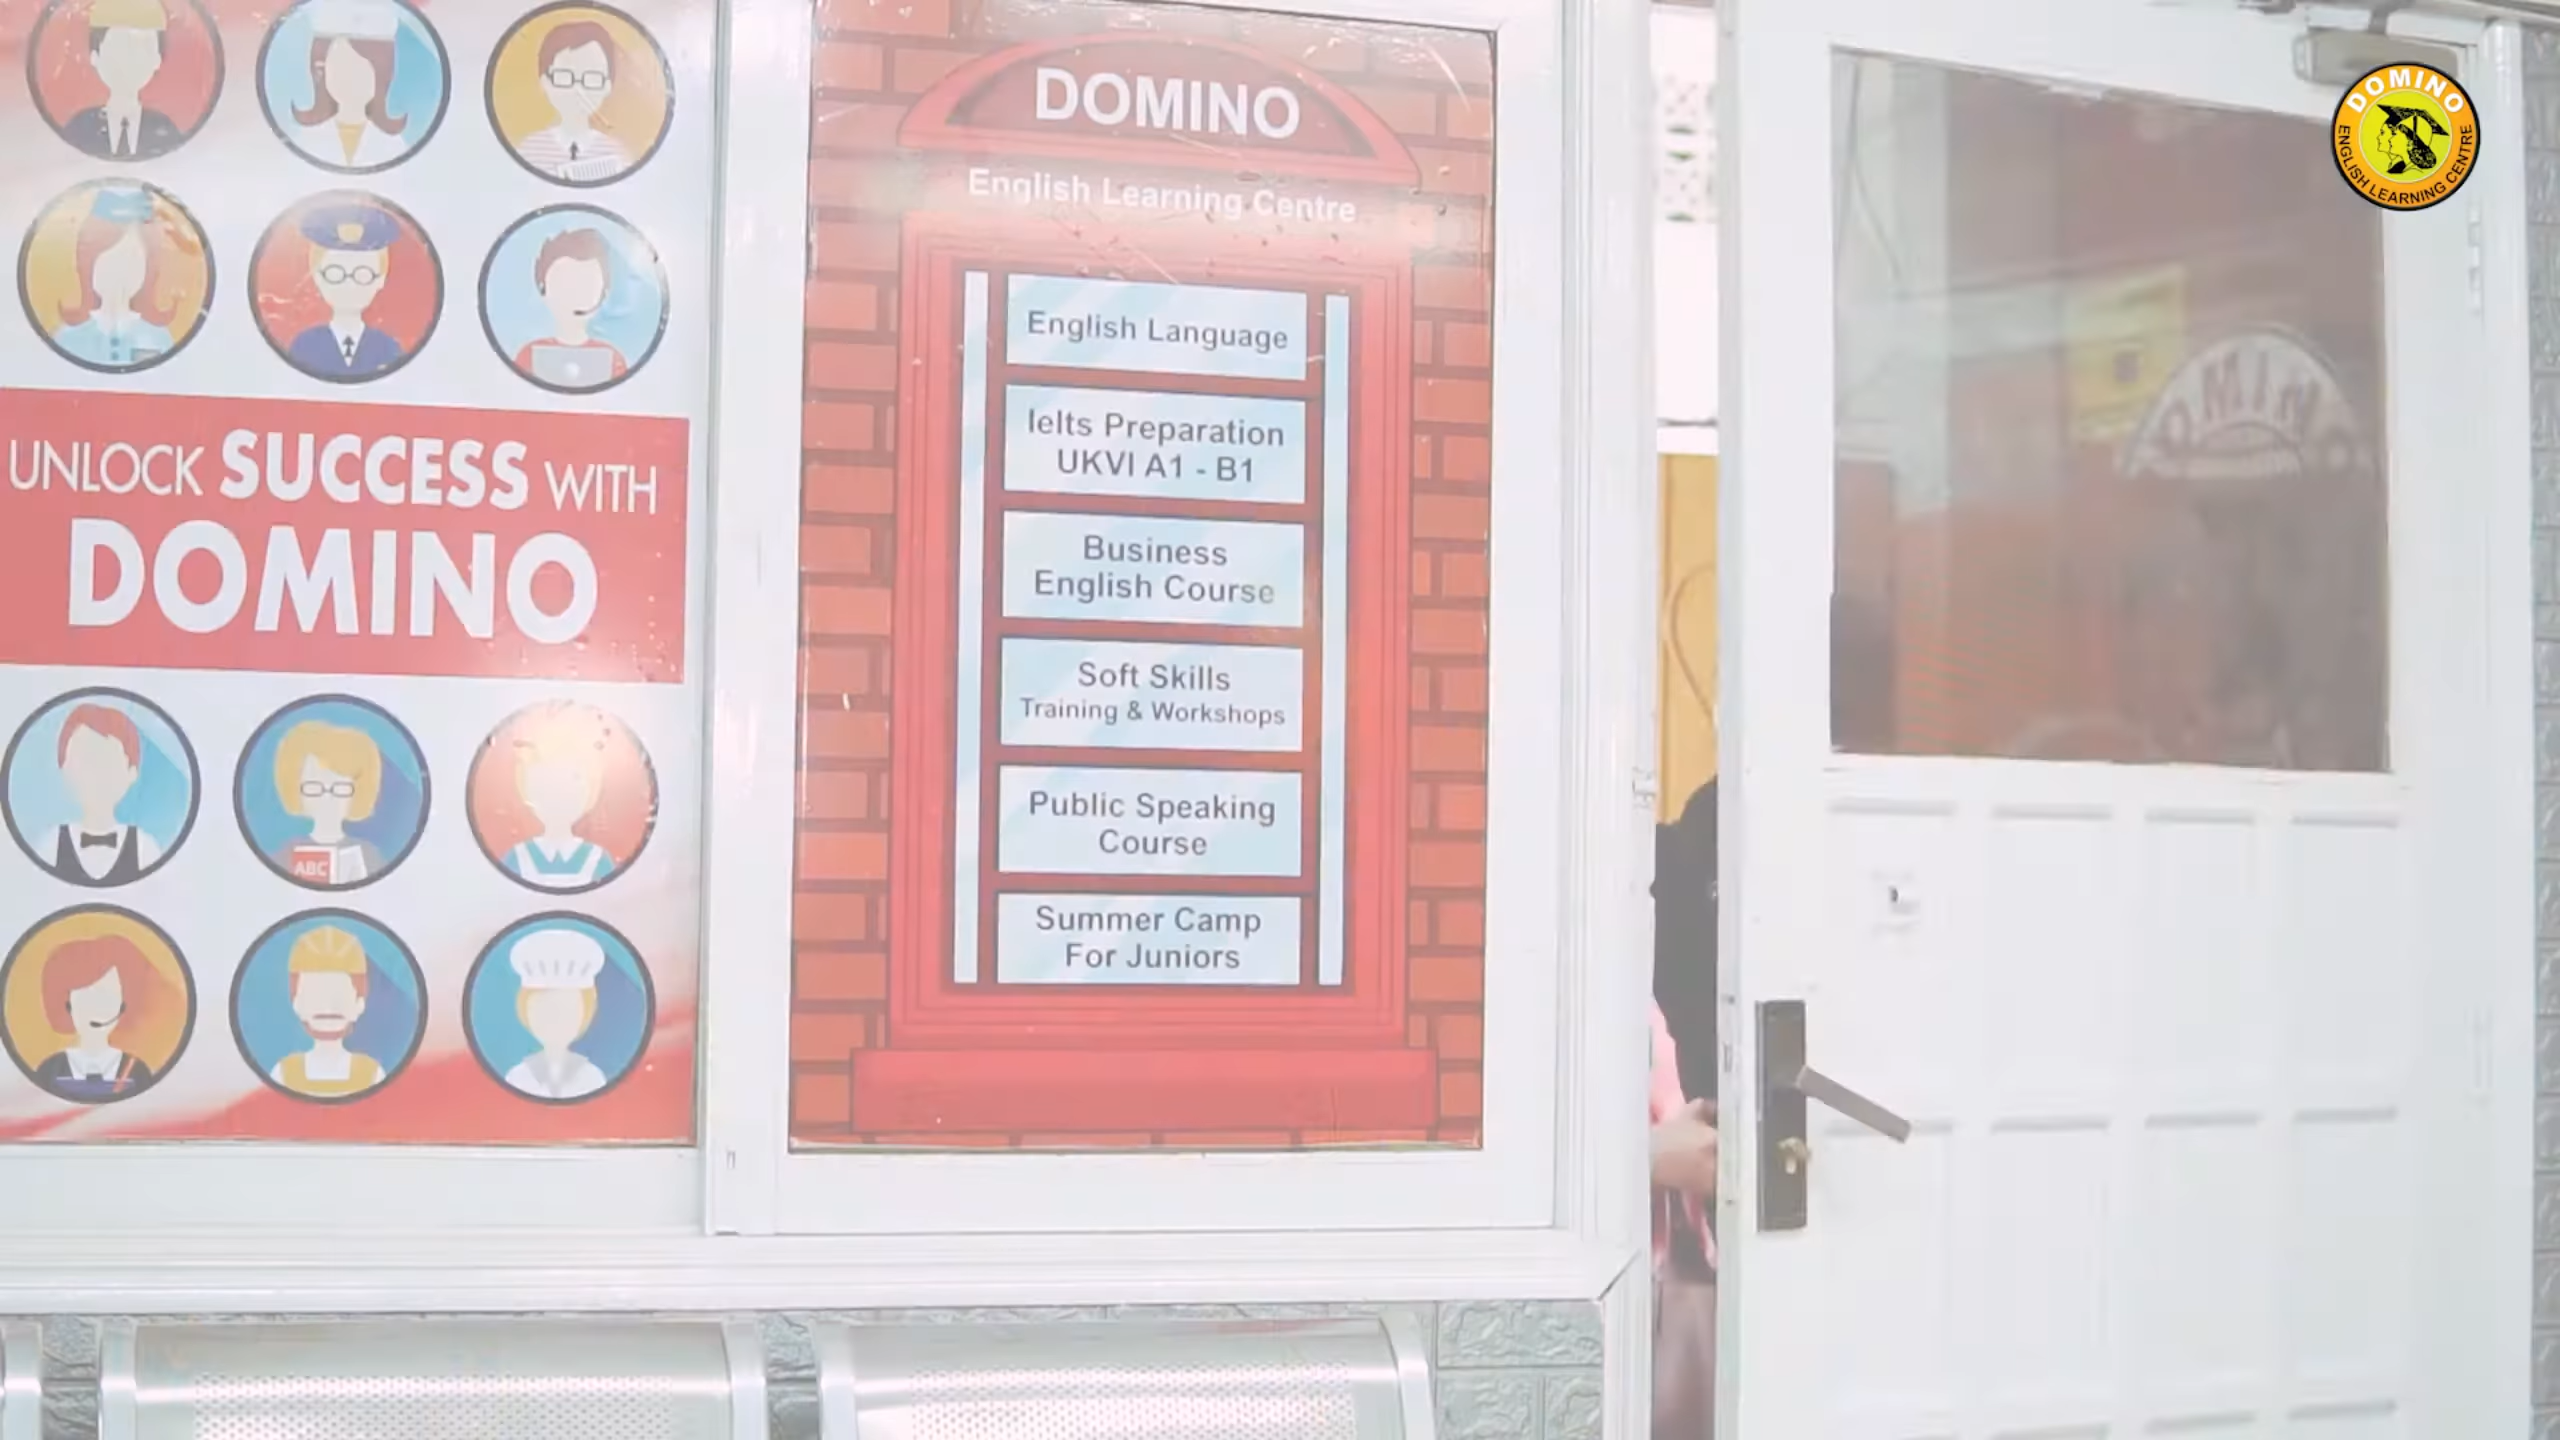 UNLOCK SUCCESS WITH
DOMINO
ABC
DOMINO
English Learning Centre
English Language
Ielts Preparation
UKVI A1 - B1
Business
English Course
Soft Skills
Training & Workshops
Public Speaking
Course
Summer Camp
For Juniors
DOMINO
ENGLISH LEARNING CENTRE